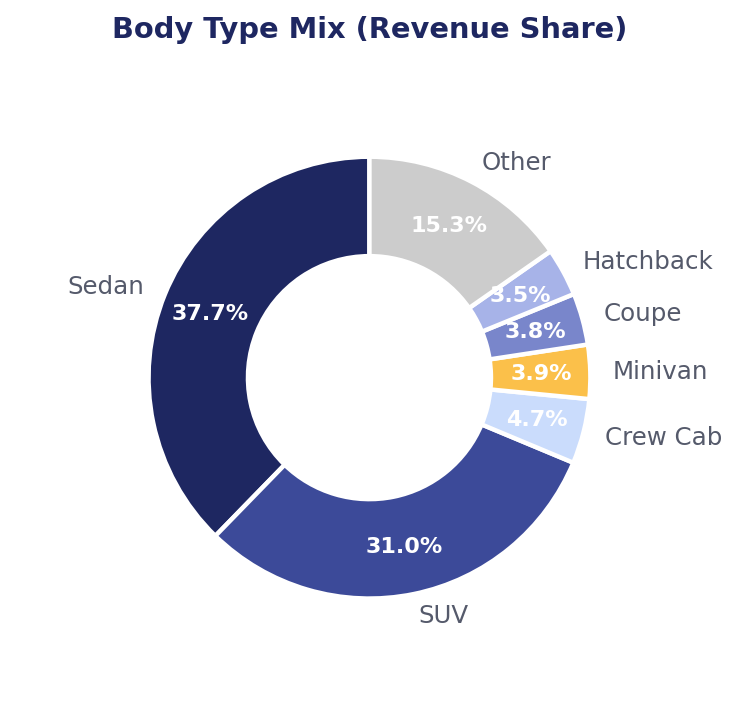 Body Type Mix (Revenue Share)
Other
15.3%
Hatchback
3.5%
Sedan
37.7%
Coupe
3.8%
Minivan
3.9%
Crew Cab
4.7%
31.0%
SUV